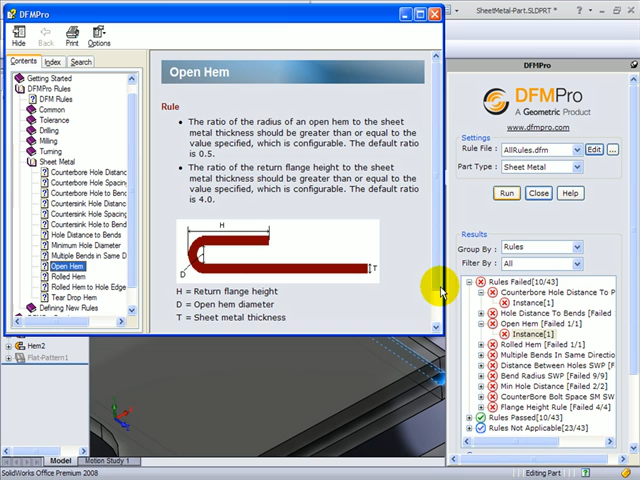 DFMPro
SheetMetal-Part.SLDPRT
Hide
Back
Print
Options
Contents
Index
Search
Getting Started
DFMPro Rules
DFM Rules
Common
Tolerance
Drilling
Milling
Turning
Sheet Metal
Counterbore Hole Distanc
Counterbore Hole Spacing
Counterbore Hole to Benc
Countersink Hole Distanc
Countersink Hole Spacing
Countersink Hole to Benc
Hole Distance to Bends
Minimum Hole Diameter
Multiple Bends in Same D
Open Hem
Rolled Hem
Rolled Hem to Hole Edge
Tear Drop Hem
Defining New Rules
Hem2
Flat-Pattern1
Open Hem
Rule
The ratio of the radius of an open hem to the sheet
metal thickness should be greater than or equal to the
value specified, which is configurable. The default ratio
is 0.5.
The ratio of the return flange height to the sheet
metal thickness should be greater than or equal to the
value specified, which is configurable. The default ratio
is 4.0.
H
D
T
H = Return flange height
D = Open hem diameter
T = Sheet metal thickness
DFMPro
DFMPro
A Geometric Product
www.dfmpro.com
Settings
Rule File :
AllRules.dfm
Edit
...
Part Type :
Sheet Metal
Run
Close
Help
Results
Group By :
Rules
Filter By :
All
Rules Failed[10/43]
Counterbore Hole Distance To P
Instance[1]
Hole Distance To Bends [Failed
Open Hem [Failed 1/1]
Instance[1]
Rolled Hem [Failed 1/1]
Multiple Bends In Same Direction
Distance Between Holes SWP [
Bend Radius SWP [Failed 9/9]
Min Hole Distance [Failed 2/2]
CounterBore Bolt Space SM SW
Flange Height Rule [Failed 4/4]
Rules Passed[10/43]
Rules Not Applicable[23/43]
Model
Motion Study 1
SolidWorks Office Premium 2008
Editing Part